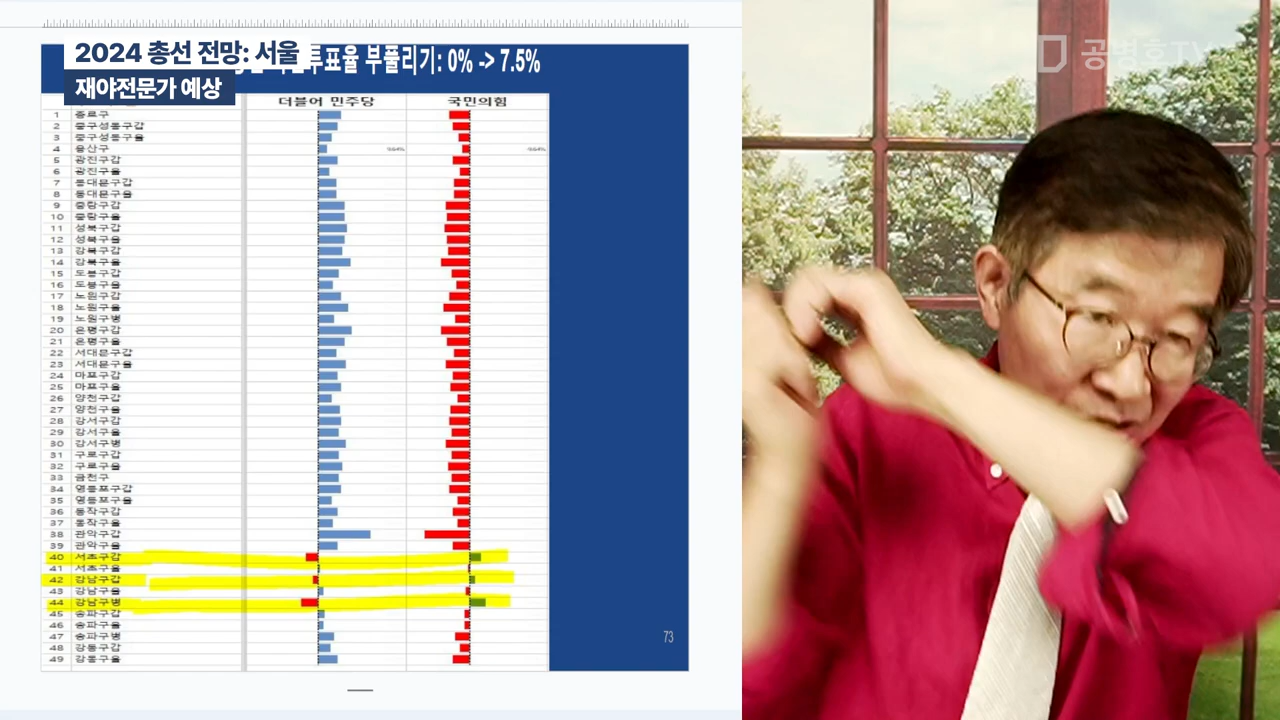 2024 총선 전망: 서울
투표율 부풀리기: 0% -> 7.5%
재야전문가 예상
공병호TV
더불어 민주당 국민의힘
1 종로구
2 중구성동구갑
3 중구성동구을
4 용산구
5 광진구갑
6 광진구을
7 동대문구갑
8 동대문구을
9 중랑구갑
10 중랑구을
11 성북구갑
12 성북구을
13 강북구갑
14 강북구을
15 도봉구갑
16 도봉구을
17 노원구갑
18 노원구을
19 노원구병
20 은평구갑
21 은평구을
22 서대문구갑
23 서대문구을
24 마포구갑
25 마포구을
26 양천구갑
27 양천구을
28 강서구갑
29 강서구을
30 강서구병
31 구로구갑
32 구로구을
33 금천구
34 영등포구갑
35 영등포구을
36 동작구갑
37 동작구을
38 관악구갑
39 관악구을
40 서초구갑
41 서초구을
42 강남구갑
43 강남구을
44 강남구병
45 송파구갑
46 송파구을
47 송파구병
48 강동구갑
49 강동구을
73